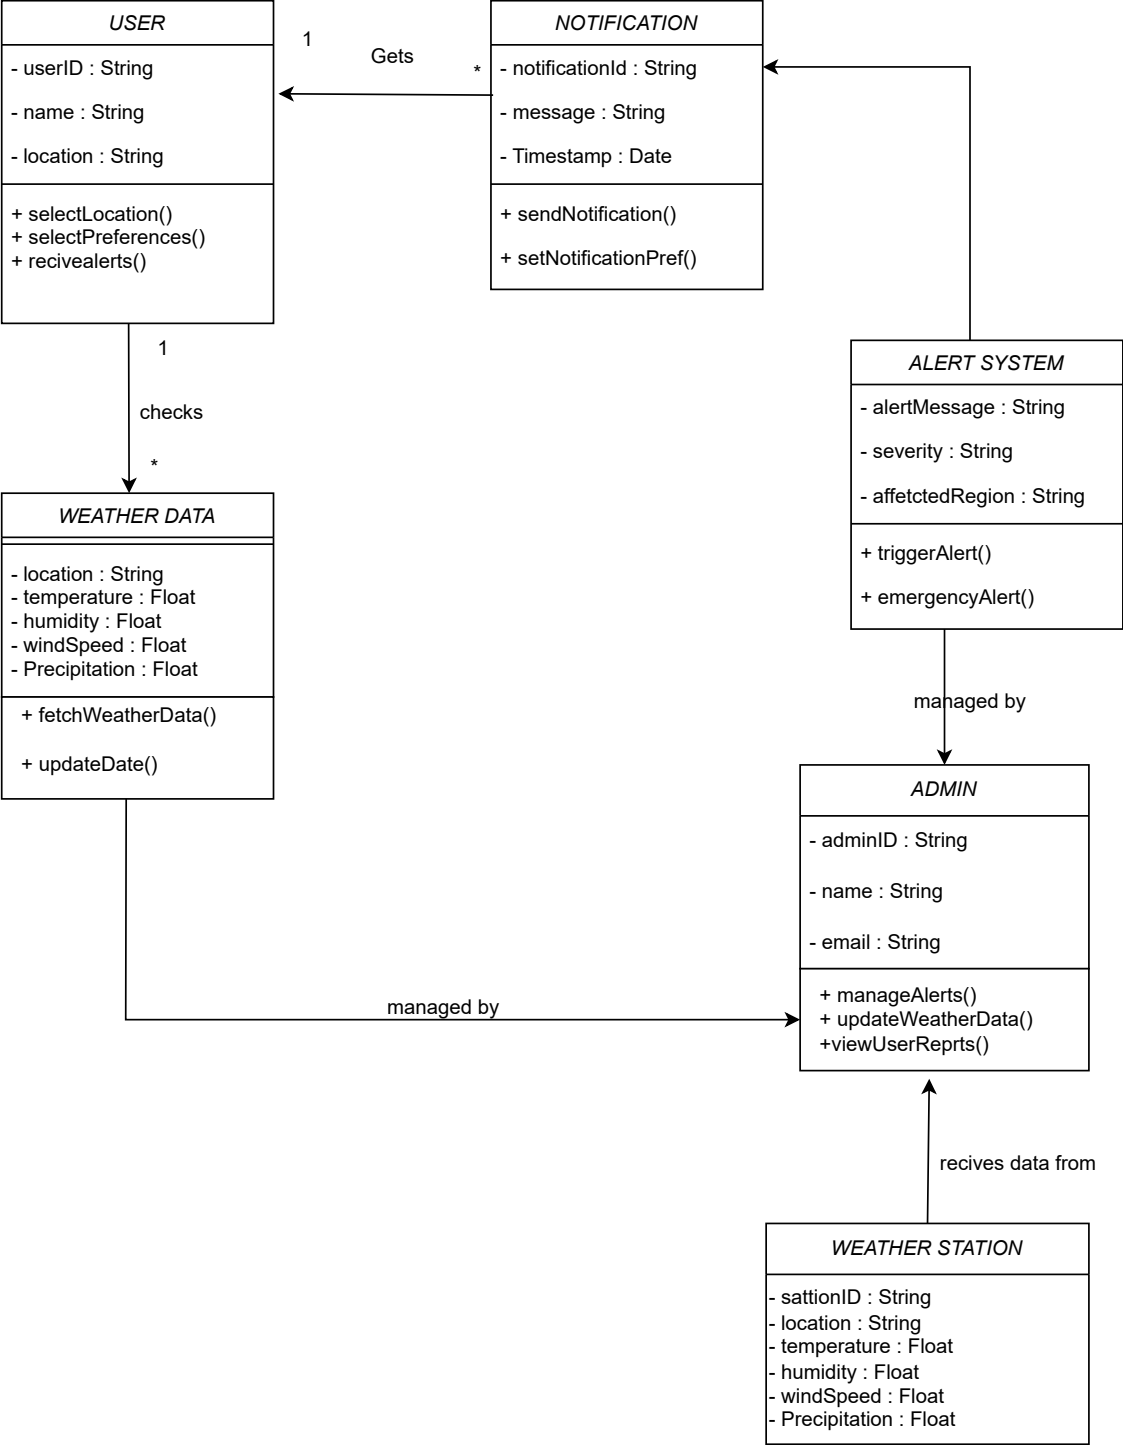 USER
- userID : String
- name : String
- location : String
+ selectLocation()
+ selectPreferences()
+ recivealerts()
1
Gets
*
NOTIFICATION
- notificationId : String
- message : String
- Timestamp : Date
+ sendNotification()
+ setNotificationPref()
1
checks
*
ALERT SYSTEM
- alertMessage : String
- severity : String
- affetctedRegion : String
+ triggerAlert()
+ emergencyAlert()
WEATHER DATA
- location : String
- temperature : Float
- humidity : Float
- windSpeed : Float
- Precipitation : Float
+ fetchWeatherData()
+ updateDate()
managed by
ADMIN
- adminID : String
- name : String
- email : String
+ manageAlerts()
+ updateWeatherData()
+viewUserReprts()
managed by
recives data from
WEATHER STATION
- sattionID : String
- location : String
- temperature : Float
- humidity : Float
- windSpeed : Float
- Precipitation : Float